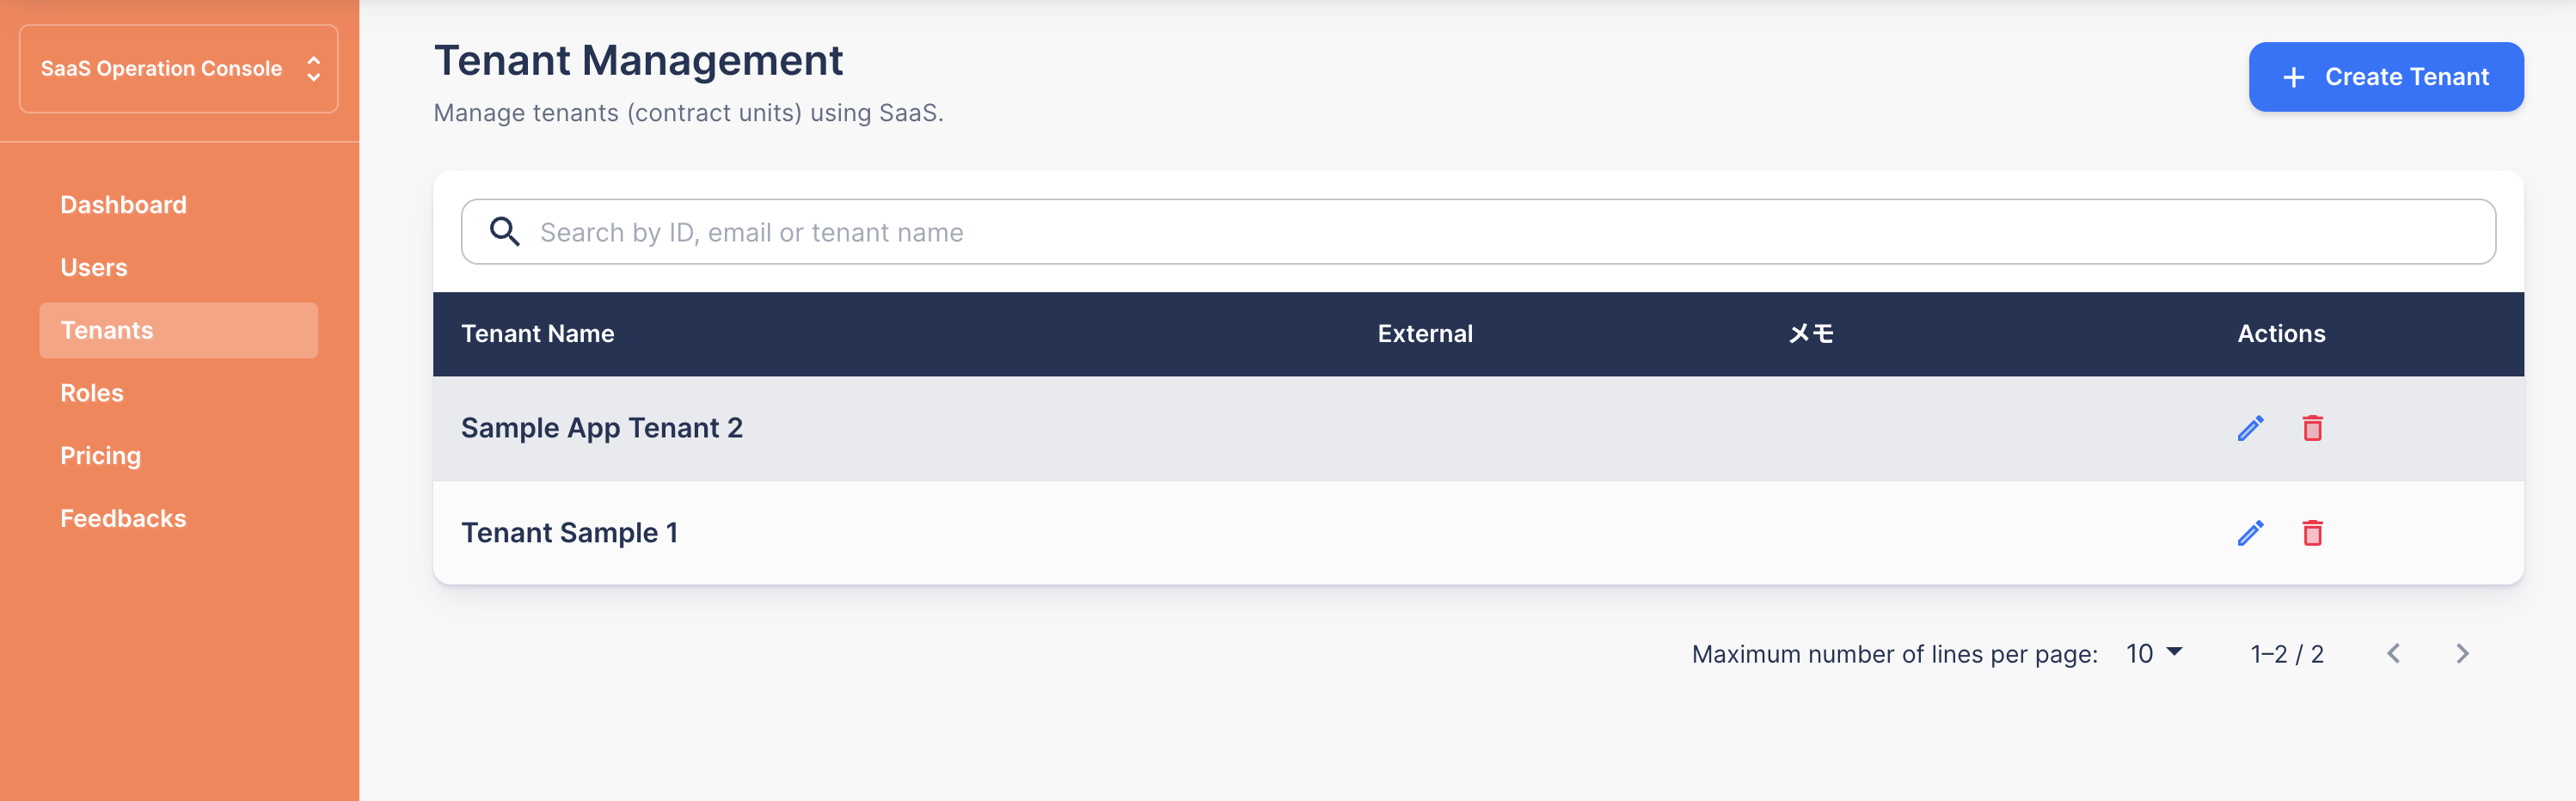 SaaS Operation Console
Dashboard
Users
Tenants
Roles
Pricing
Feedbacks
Tenant Management
Manage tenants (contract units) using SaaS.
Create Tenant
Search by ID, email or tenant name
Tenant Name External メモ Actions
Sample App Tenant 2
Tenant Sample 1
Maximum number of lines per page: 10 1–2 / 2